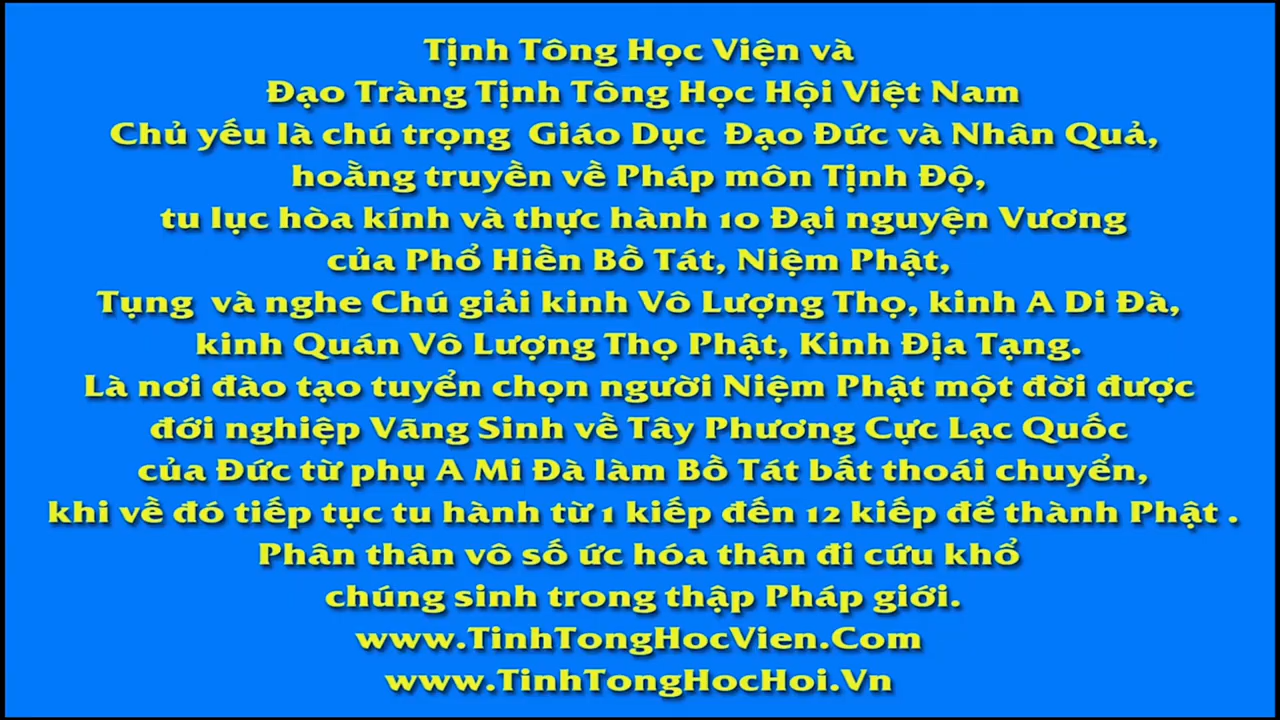 Tịnh Tông Học Viện và
Đạo Tràng Tịnh Tông Học Hội Việt Nam
Chủ yếu là chú trọng Giáo Dục Đạo Đức và Nhân Quả,
hoằng truyền về Pháp môn Tịnh Độ,
tu lục hòa kính và thực hành 10 Đại nguyện Vương
của Phổ Hiền Bồ Tát, Niệm Phật,
Tụng và nghe Chú giải kinh Vô Lượng Thọ, kinh A Di Đà,
kinh Quán Vô Lượng Thọ Phật, Kinh Địa Tạng.
Là nơi đào tạo tuyển chọn người Niệm Phật một đời được
đới nghiệp Vãng Sinh về Tây Phương Cực Lạc Quốc
của Đức từ phụ A Mi Đà làm Bồ Tát bất thoái chuyển,
khi về đó tiếp tục tu hành từ 1 kiếp đến 12 kiếp để thành Phật .
Phân thân vô số ức hóa thân đi cứu khổ
chúng sinh trong thập Pháp giới.
www.TinhTongHocVien.Com
www.TinhTongHocHoi.Vn